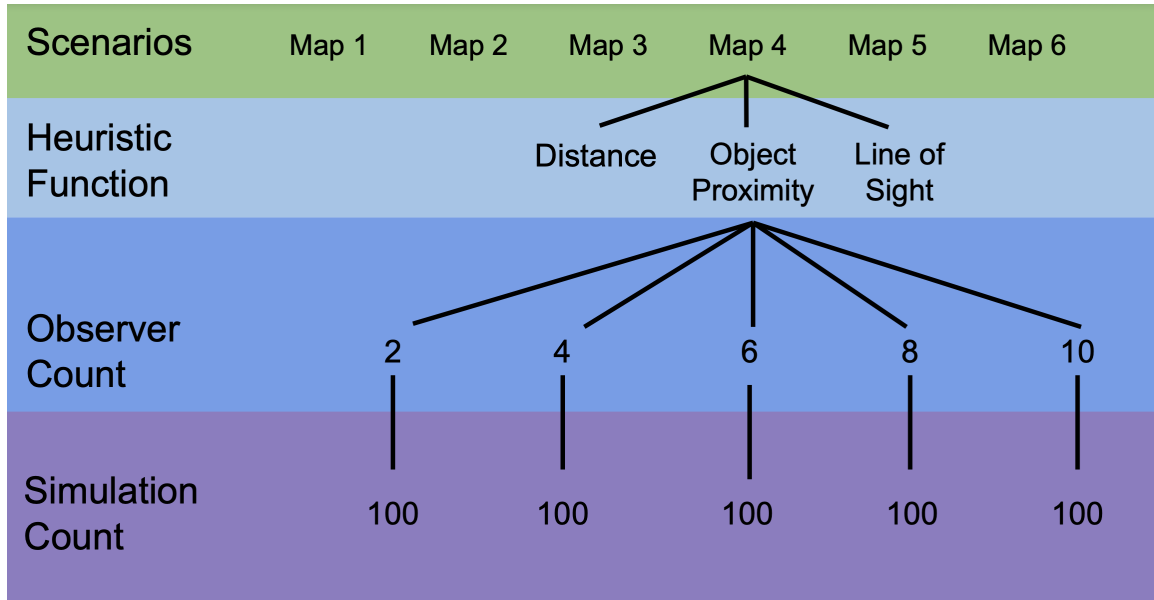 Scenarios Map 1 Map 2 Map 3 Map 4 Map 5 Map 6
Heuristic
Function
Distance
Object
Proximity
Line of
Sight
Observer
Count
2 4 6 8 10
Simulation
Count
100 100 100 100 100